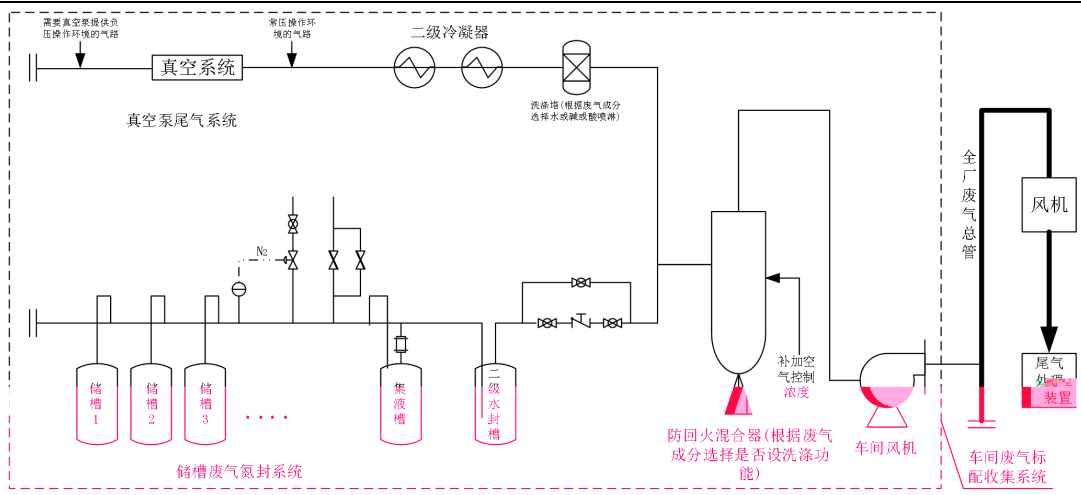 需要真空泵提供负
压操作环境的气路
常压操作环
境的气路
二级冷凝器
真空系统
洗涤塔(根据废气成分
选择水或碱或酸喷淋)
真空泵尾气系统
全厂废气总管
风机
N2
补加空
气控制
浓度
尾气
处理
装置
储槽1
储槽2
储槽3
....
集液槽
二级水封槽
防回火混合器(根据废气
成分选择是否设洗涤功
能)
车间风机
储槽废气氮封系统
车间废气标
配收集系统